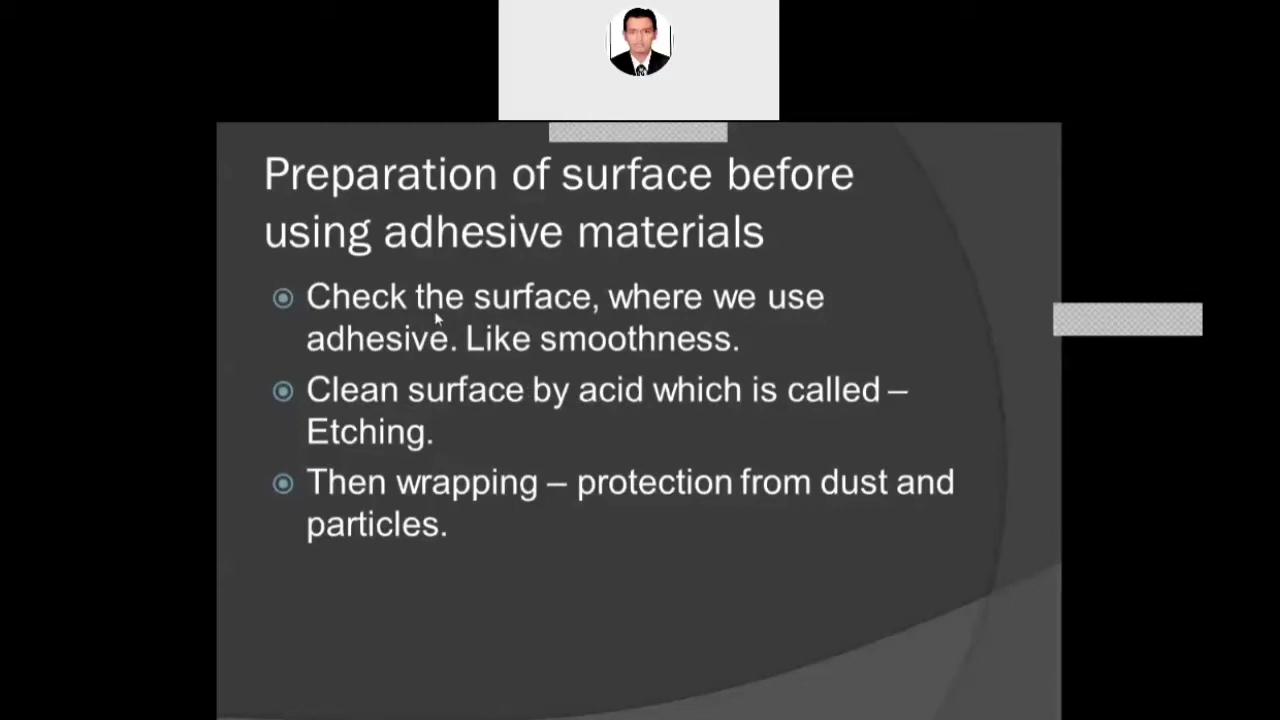 Preparation of surface before
using adhesive materials
Check the surface, where we use
adhesive. Like smoothness.
Clean surface by acid which is called –
Etching.
Then wrapping – protection from dust and
particles.